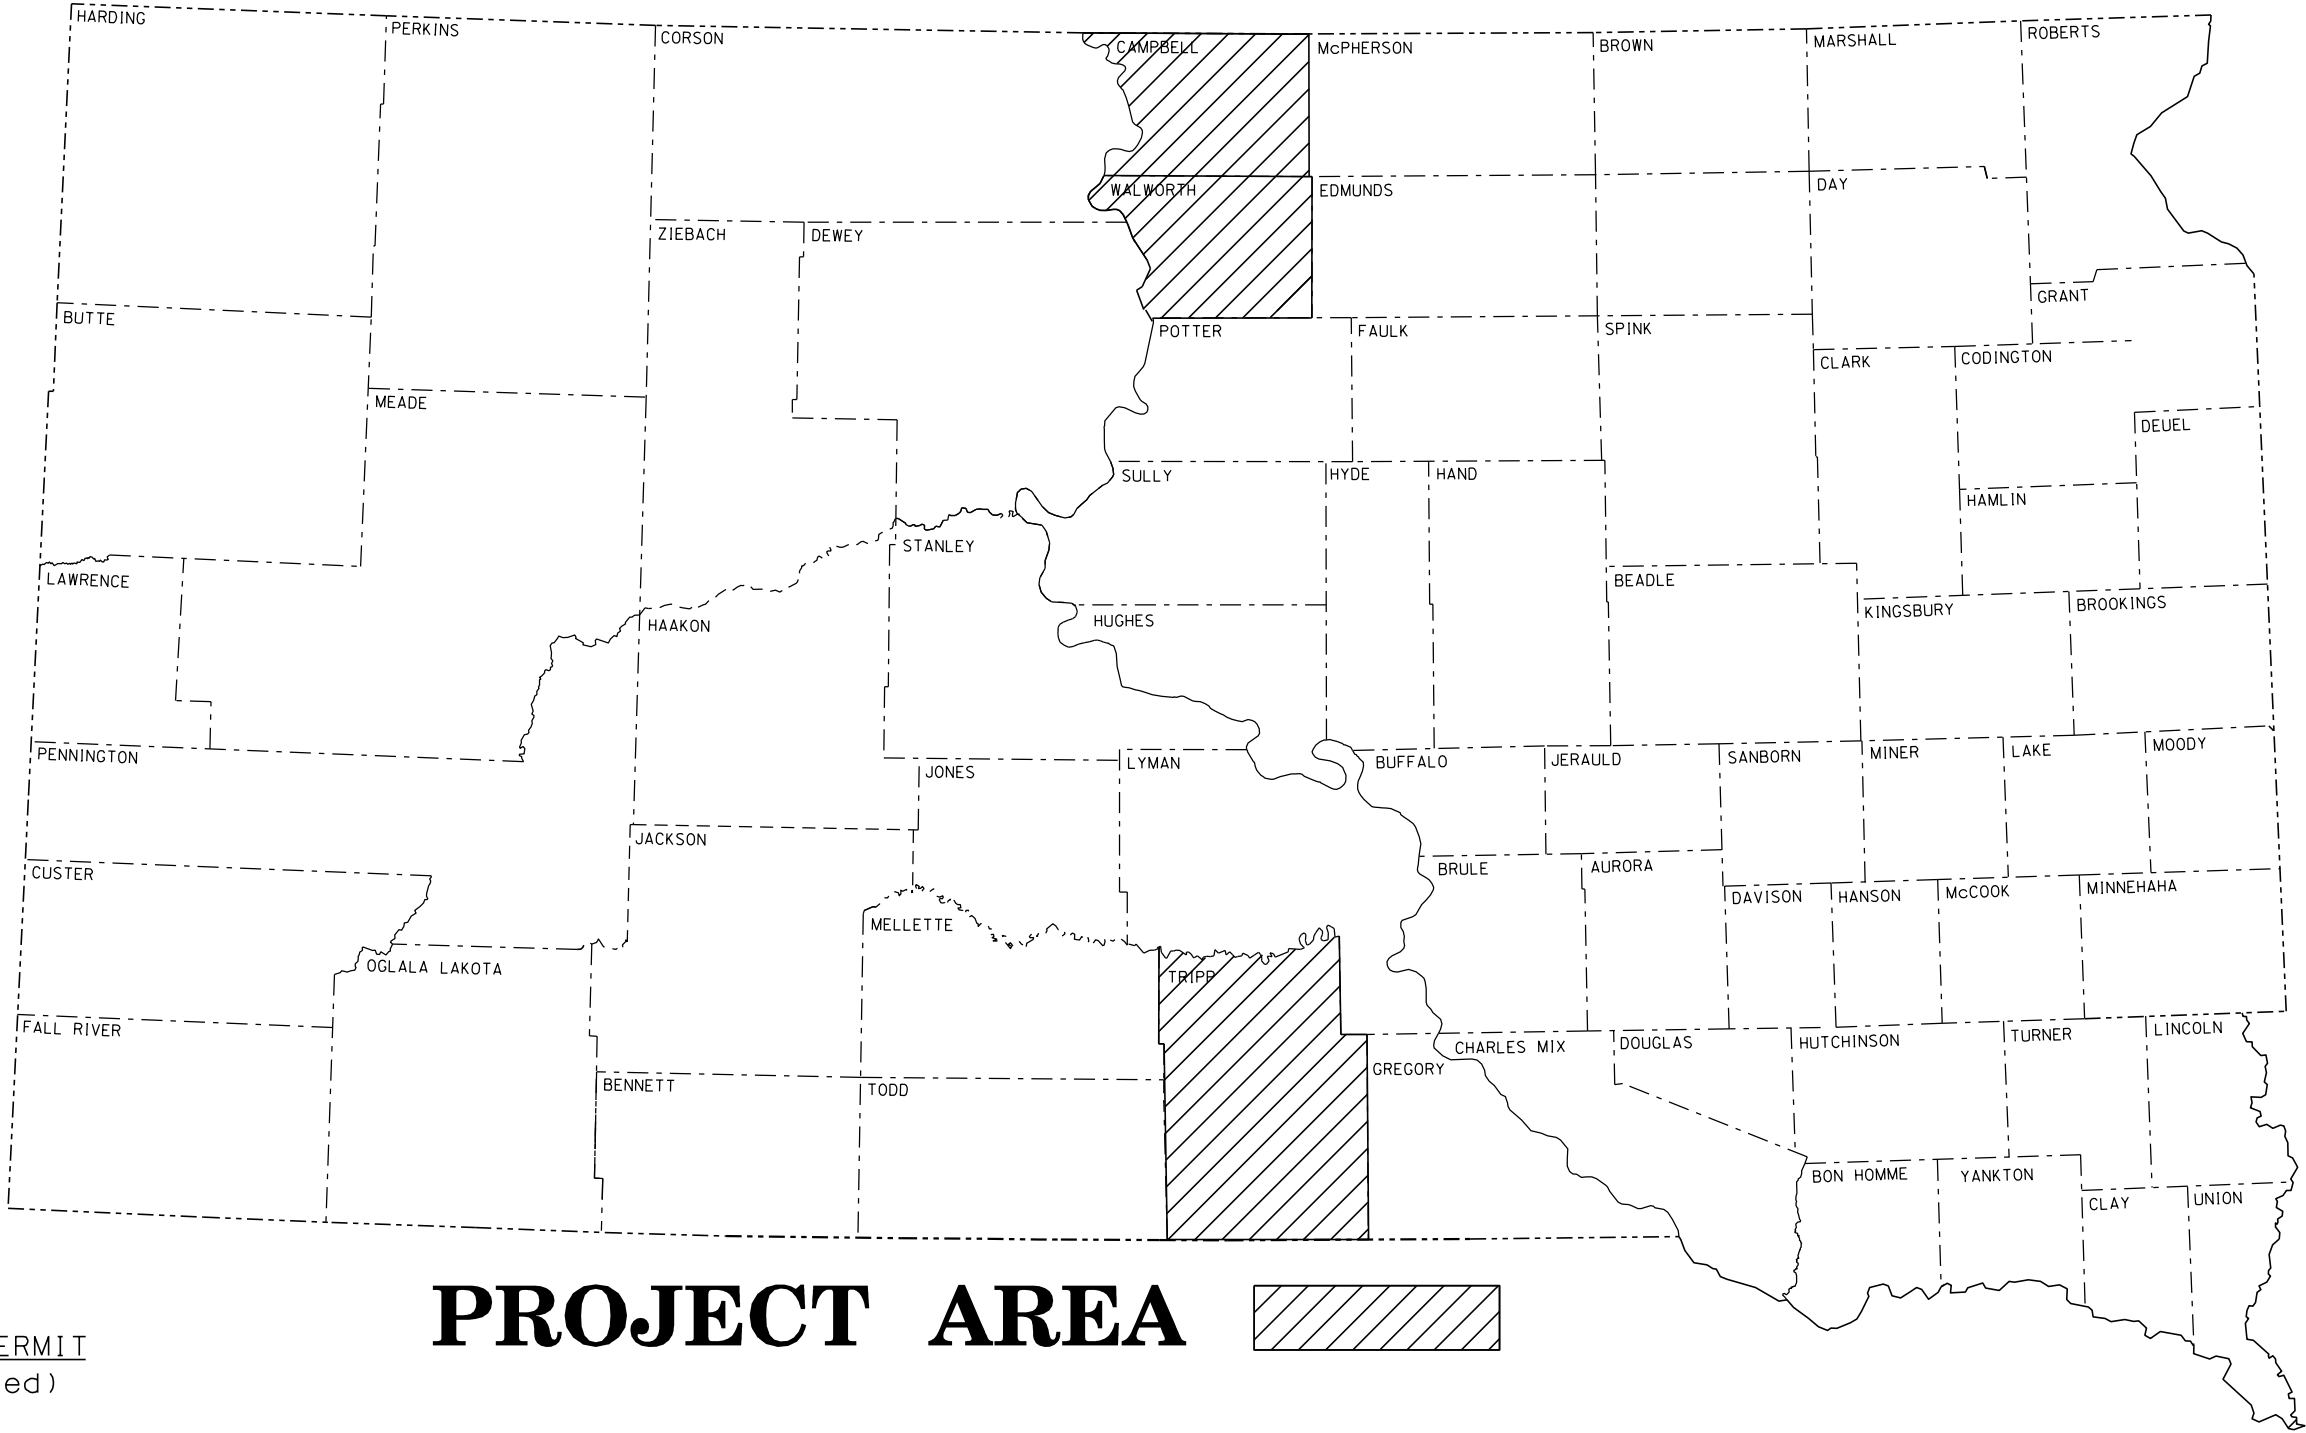 HARDING
PERKINS
CORSON
CAMPBELL
McPHERSON
BROWN
MARSHALL
ROBERTS
WALWORTH
EDMUNDS
DAY
ZIEBACH
DEWEY
GRANT
BUTTE
POTTER
FAULK
SPINK
CLARK
CODINGTON
MEADE
DEUEL
SULLY
HYDE
HAND
HAMLIN
STANLEY
LAWRENCE
BEADLE
KINGSBURY
BROOKINGS
HAAKON
HUGHES
PENNINGTON
JONES
LYMAN
BUFFALO
JERAULD
SANBORN
MINER
LAKE
MOODY
JACKSON
CUSTER
BRULE
AURORA
MELLETTE
DAVISON
HANSON
McCOOK
MINNEHAHA
OGLALA LAKOTA
TRIPP
FALL RIVER
GREGORY
CHARLES MIX
DOUGLAS
HUTCHINSON
TURNER
LINCOLN
BENNETT
TODD
BON HOMME
YANKTON
CLAY
UNION
PROJECT AREA
ERMIT
ed)